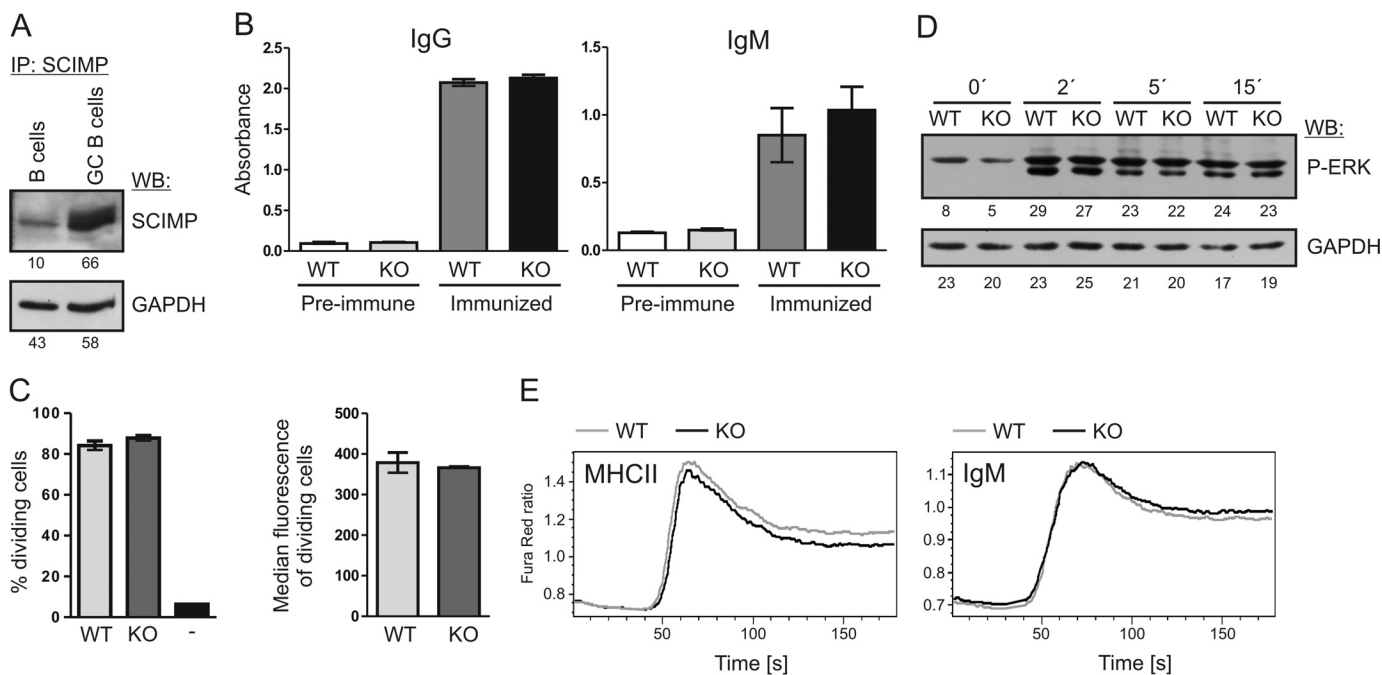 A
IP: SCIMP
B cells
GC B cells
WB:
SCIMP
10 66
GAPDH
43 58
B
IgG
Absorbance
2.5
2.0
1.5
1.0
0.5
0.0
WT KO WT KO
Pre-immune Immunized
IgM
1.5
1.0
0.5
0.0
WT KO WT KO
Pre-immune Immunized
D
0´ 2´ 5´ 15´
WT KO WT KO WT KO WT KO
WB:
P-ERK
8 5 29 27 23 22 24 23
GAPDH
23 20 23 25 21 20 17 19
C
% dividing cells
100
80
60
40
20
0
WT KO -
Median fluorescence
of dividing cells
500
400
300
200
100
0
WT KO
E
WT KO
MHCII
Fura Red ratio
1.4
1.2
1.0
0.8
50 100 150
Time [s]
WT KO
IgM
1.1
1.0
0.9
0.8
0.7
50 100 150
Time [s]